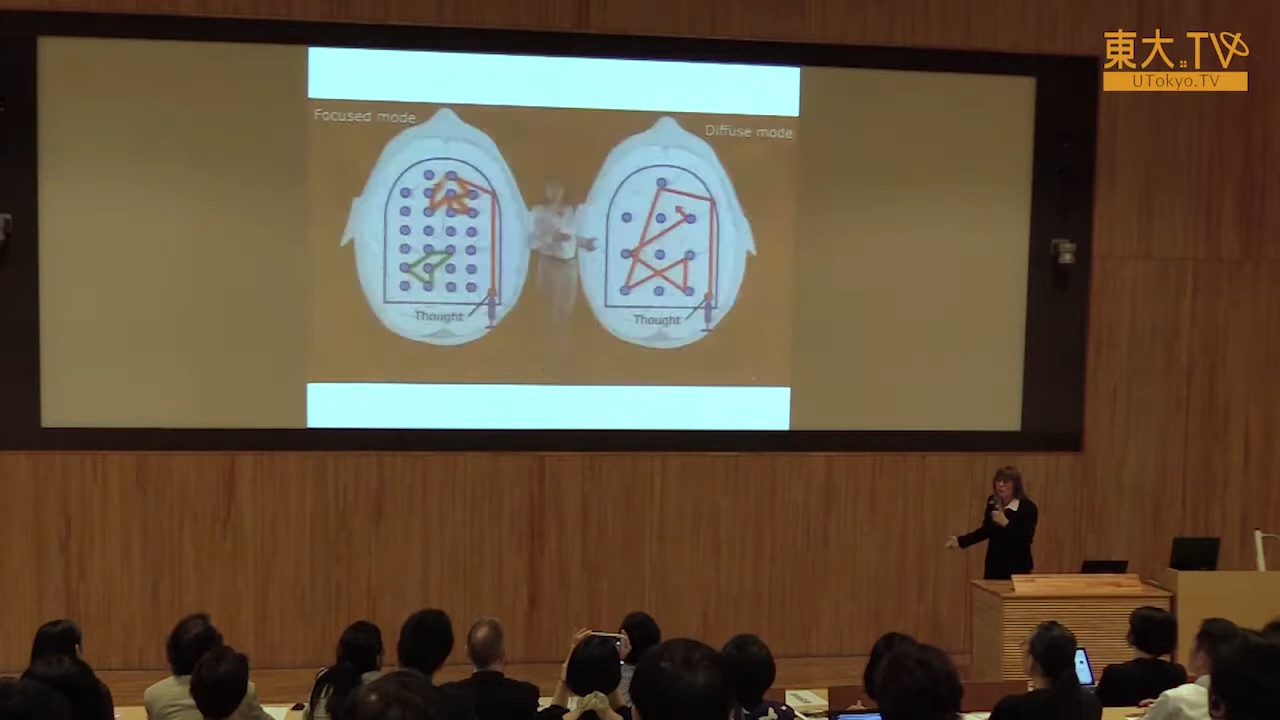 東大.TV
UTokyo.TV
Focused mode
Diffuse mode
Thought
Thought